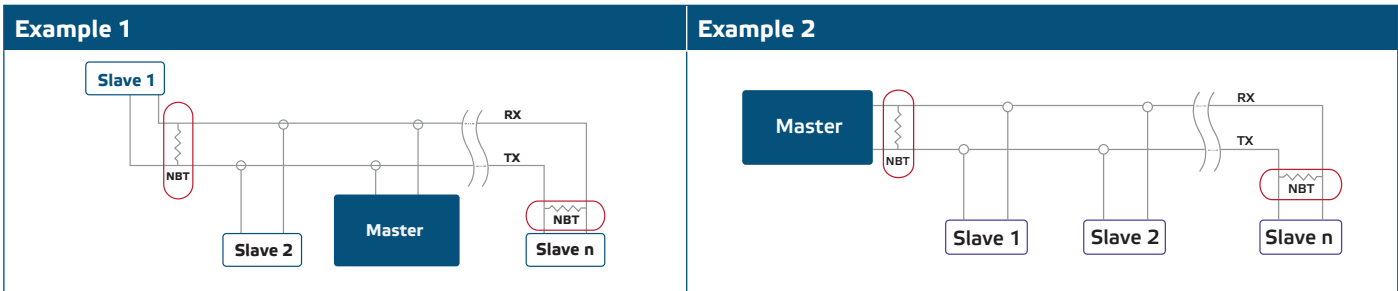 Example 1
Slave 1
RX
TX
NBT
NBT
Master
Slave 2
Slave n
Example 2
Master
RX
TX
NBT
NBT
Slave 1
Slave 2
Slave n